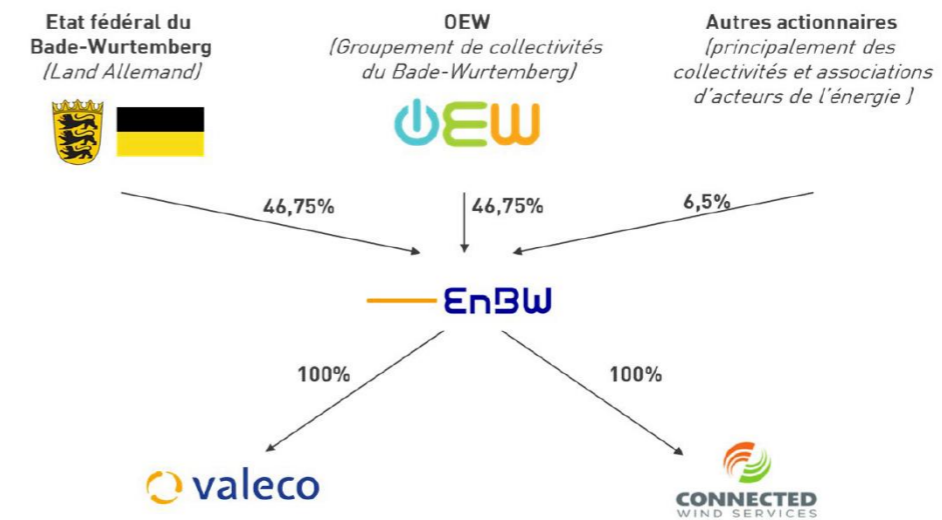 Etat fédéral du
Bade-Wurtemberg
(Land Allemand)
OEW
(Groupement de collectivités
du Bade-Wurtemberg)
Autres actionnaires
(principalement des
collectivités et associations
d'acteurs de l'énergie )
OEW
46,75%
46,75%
6,5%
EnBW
100%
100%
valeco
CONNECTED
WIND SERVICES